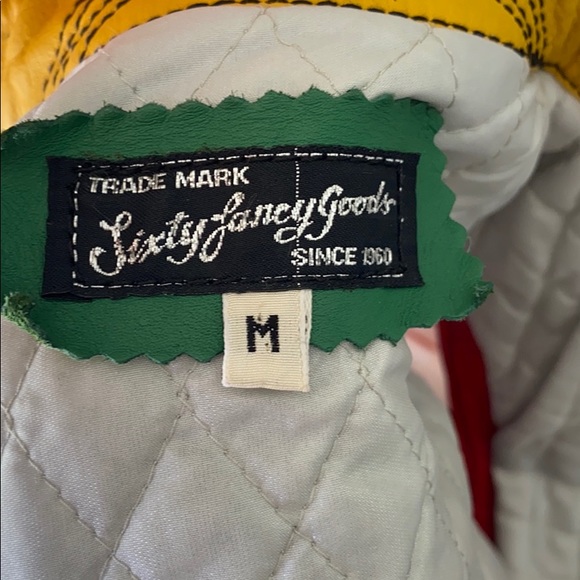 TRADE MARK
Sixty Fancy Goods
SINCE 1960
M